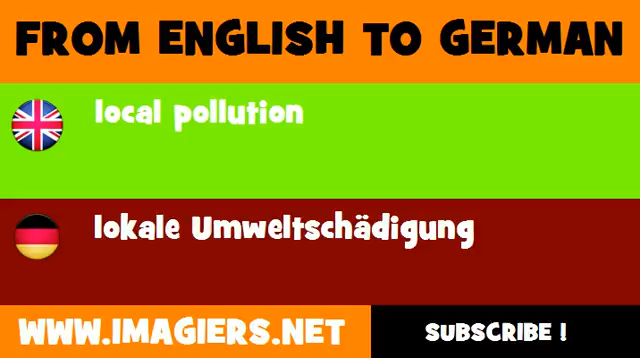 FROM ENGLISH TO GERMAN
local pollution
lokale Umweltschädigung
WWW.IMAGIERS.NET
SUBSCRIBE !